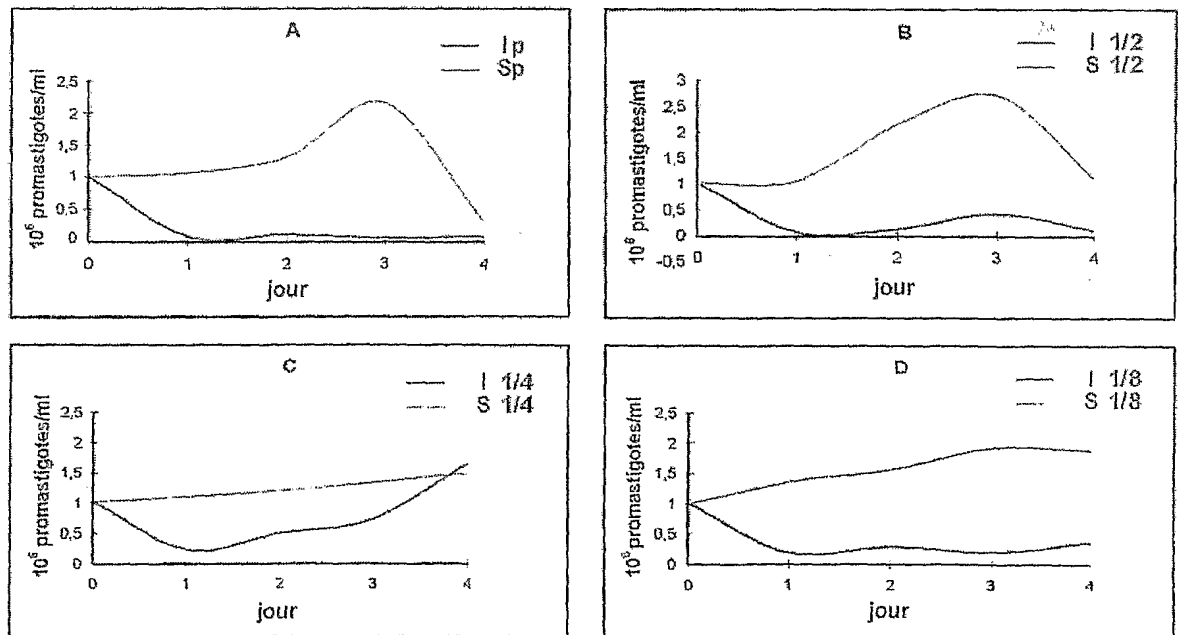 A
Ip
Sp
10⁶ promastigotes/ml
2,5
2
1,5
1
0,5
0
0 1 2 3 4
jour
B
I 1/2
S 1/2
10⁶ promastigotes/ml
3
2,5
2
1,5
1
0,5
0
-0,5
0 1 2 3 4
jour
C
I 1/4
S 1/4
10⁶ promastigotes/ml
2,5
2
1,5
1
0,5
0
0 1 2 3 4
jour
D
I 1/8
S 1/8
10⁶ promastigotes/ml
2,5
2
1,5
1
0,5
0
0 1 2 3 4
jour